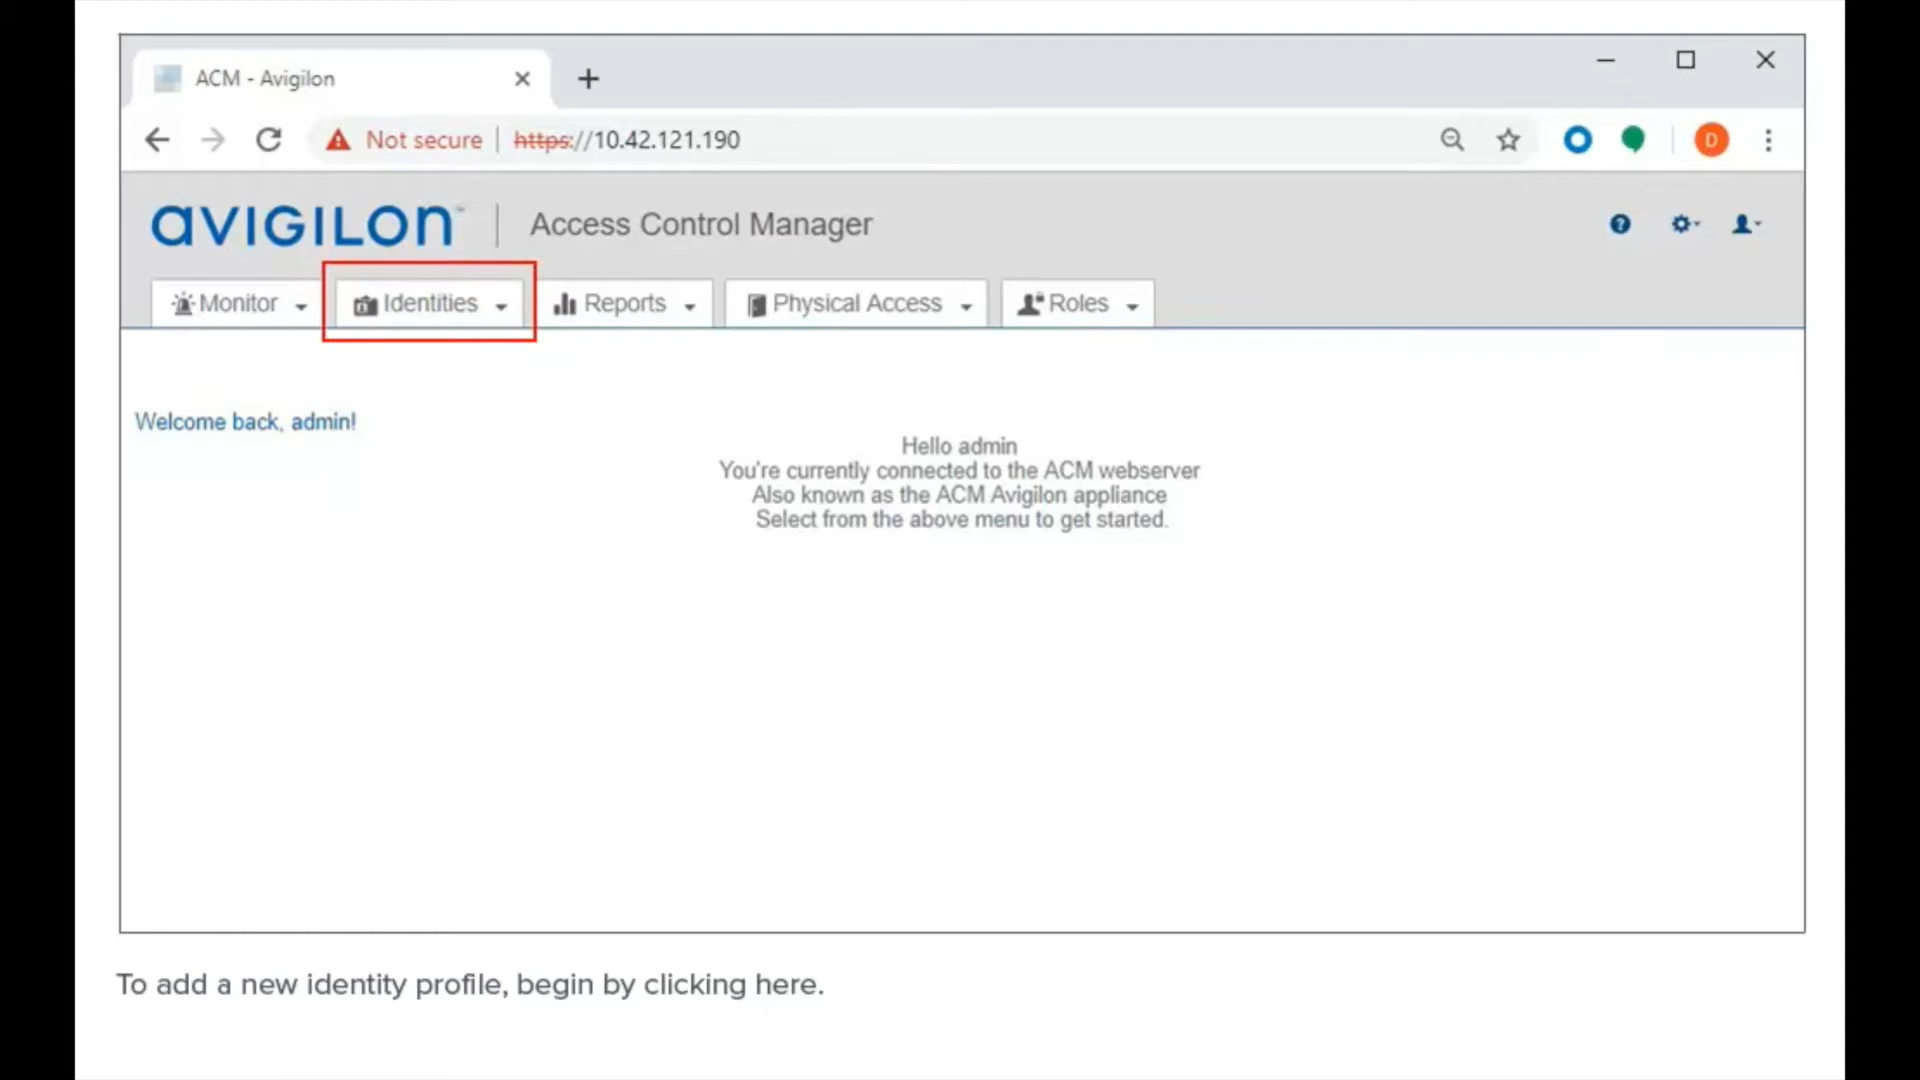 ACM - Avigilon
Not secure
https://10.42.121.190
D
avigilon™
Access Control Manager
Monitor
Identities
Reports
Physical Access
Roles
Welcome back, admin!
Hello admin
You're currently connected to the ACM webserver
Also known as the ACM Avigilon appliance
Select from the above menu to get started.
To add a new identity profile, begin by clicking here.